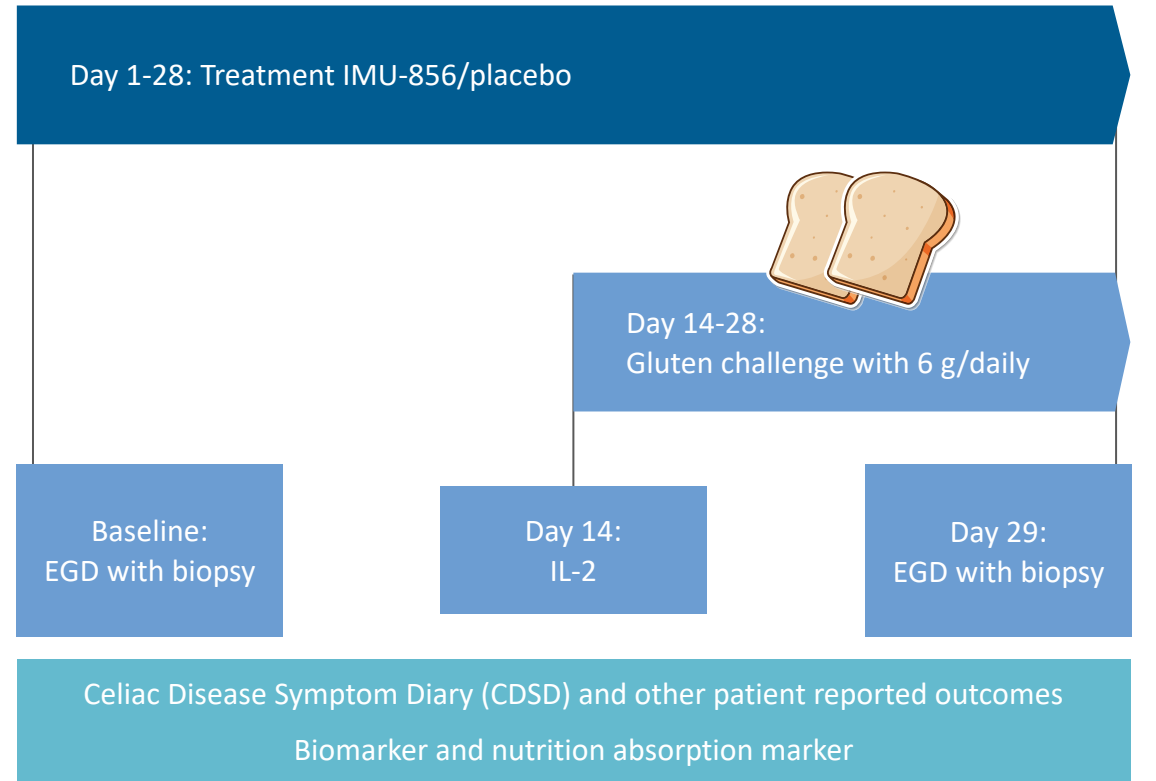 Day 1-28: Treatment IMU-856/placebo
Day 14-28:
Gluten challenge with 6 g/daily
Baseline:
EGD with biopsy
Day 14:
IL-2
Day 29:
EGD with biopsy
Celiac Disease Symptom Diary (CDSD) and other patient reported outcomes
Biomarker and nutrition absorption marker